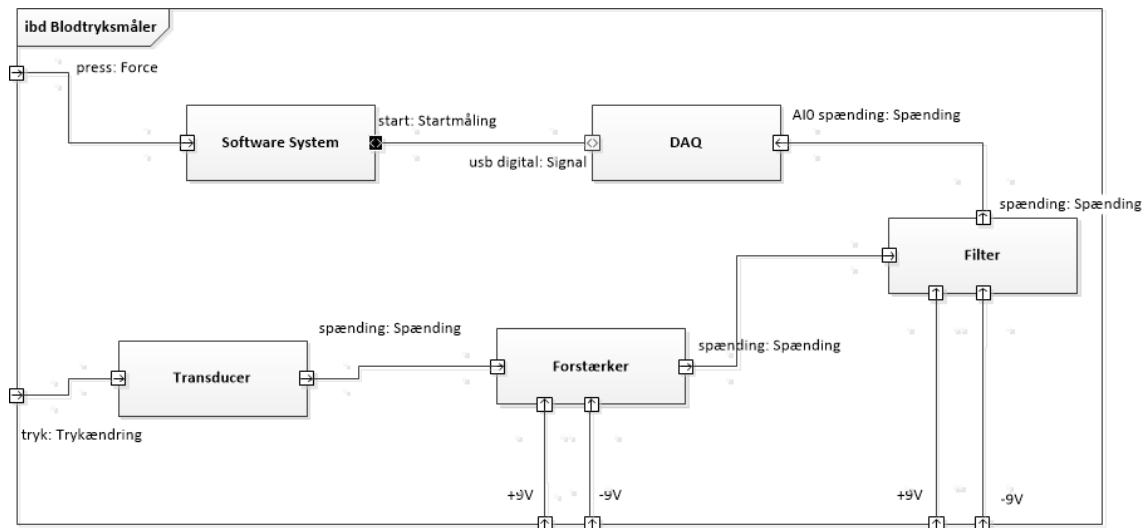 ibd Blodtryksmåler
press: Force
start: Startmåling
AI0 spænding: Spænding
Software System
DAQ
usb digital: Signal
spænding: Spænding
Filter
spænding: Spænding
spænding: Spænding
Transducer
Forstærker
tryk: Trykændring
+9V
-9V
+9V
-9V